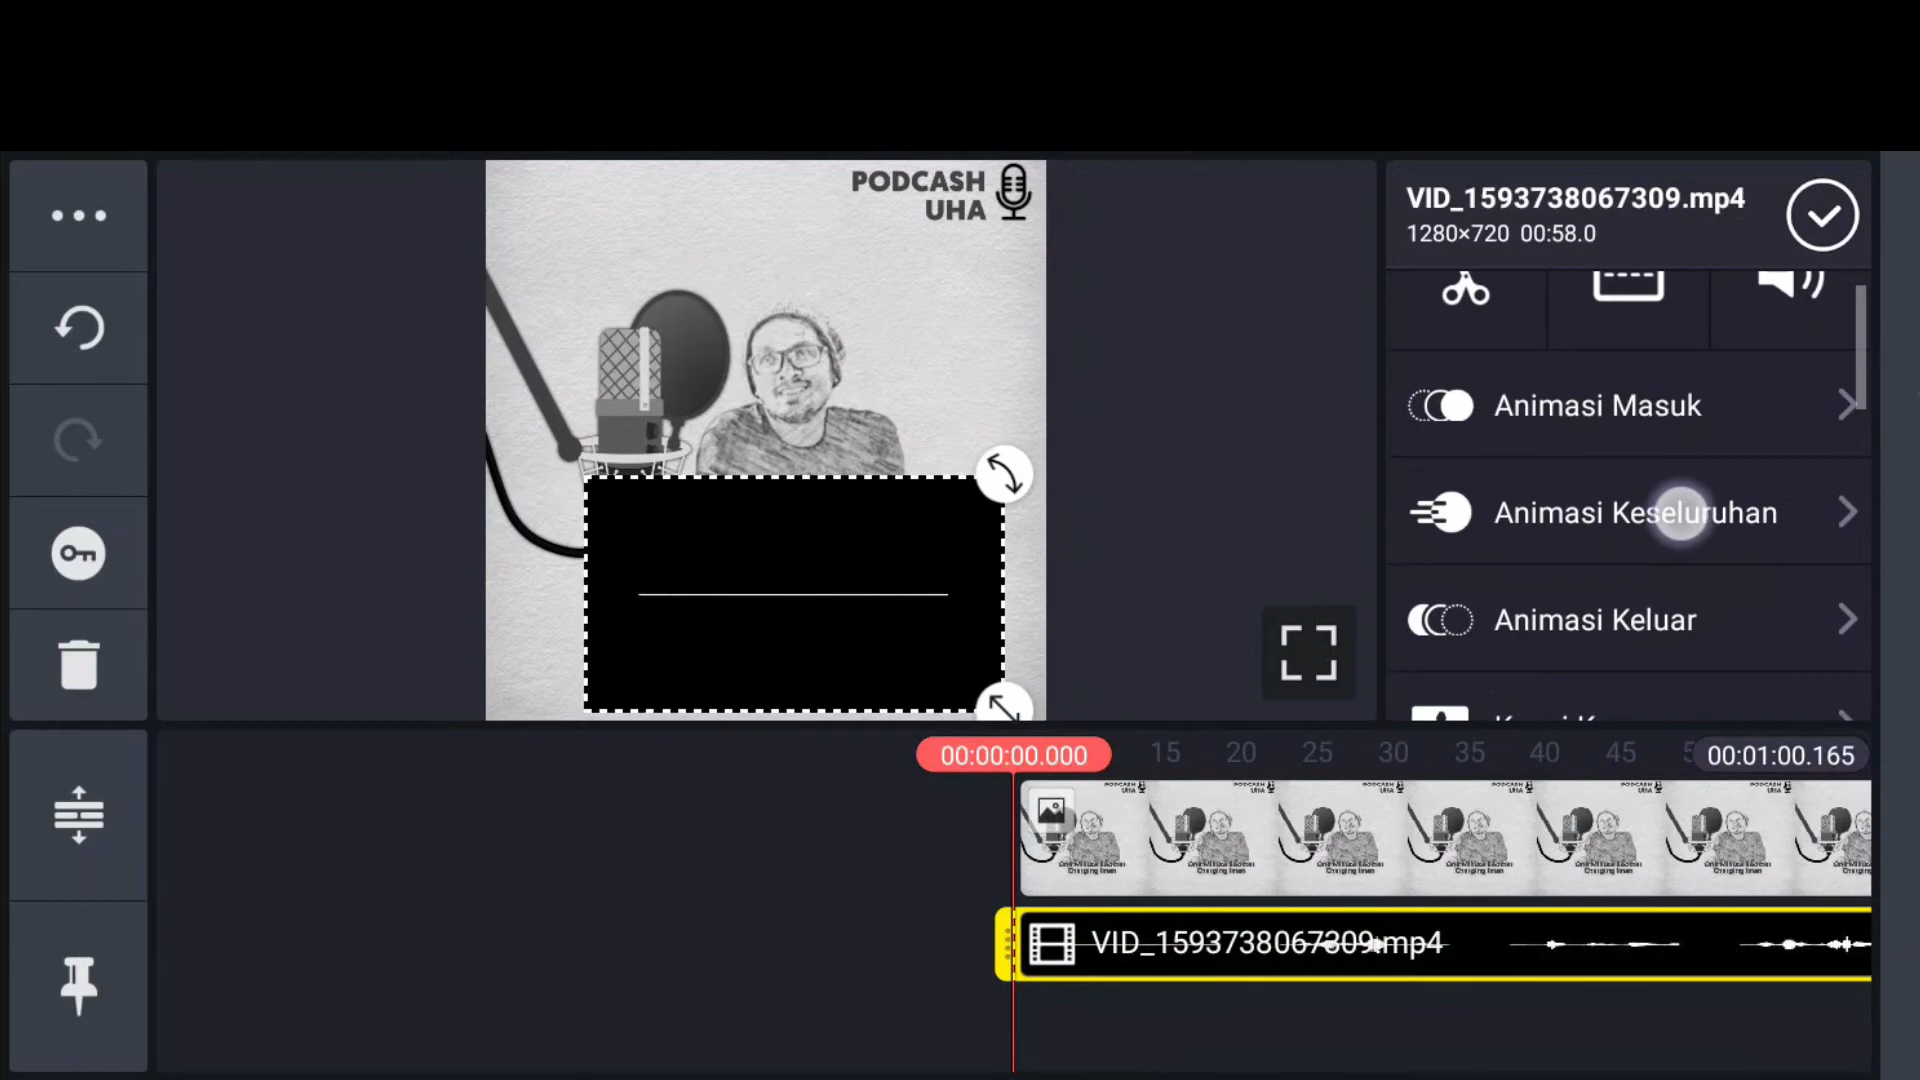 PODCASH
UHA
VID_1593738067309.mp4
1280×720 00:58.0
Animasi Masuk
Animasi Keseluruhan
Animasi Keluar
00:00:00.000
15
20
25
30
35
40
45
00:01:00.165
VID_1593738067309.mp4